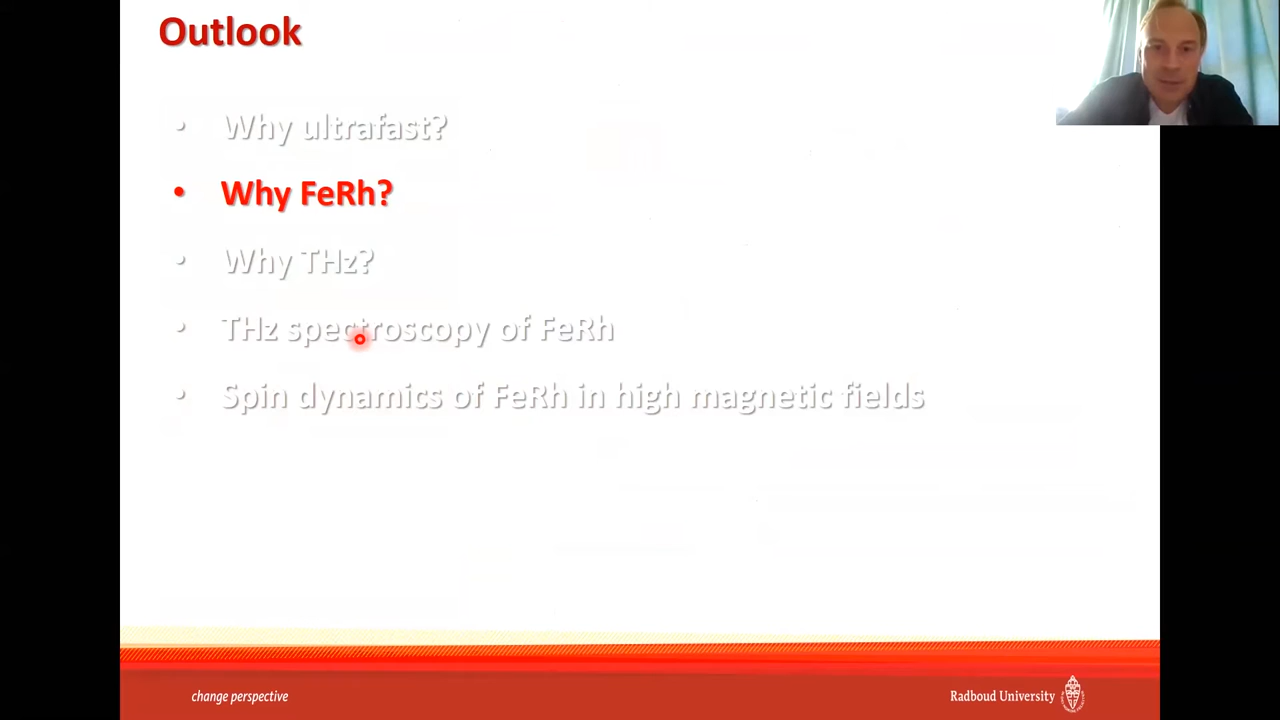 Outlook
• Why ultrafast?
• Why FeRh?
• Why THz?
• THz spectroscopy of FeRh
• Spin dynamics of FeRh in high magnetic fields
change perspective
Radboud University